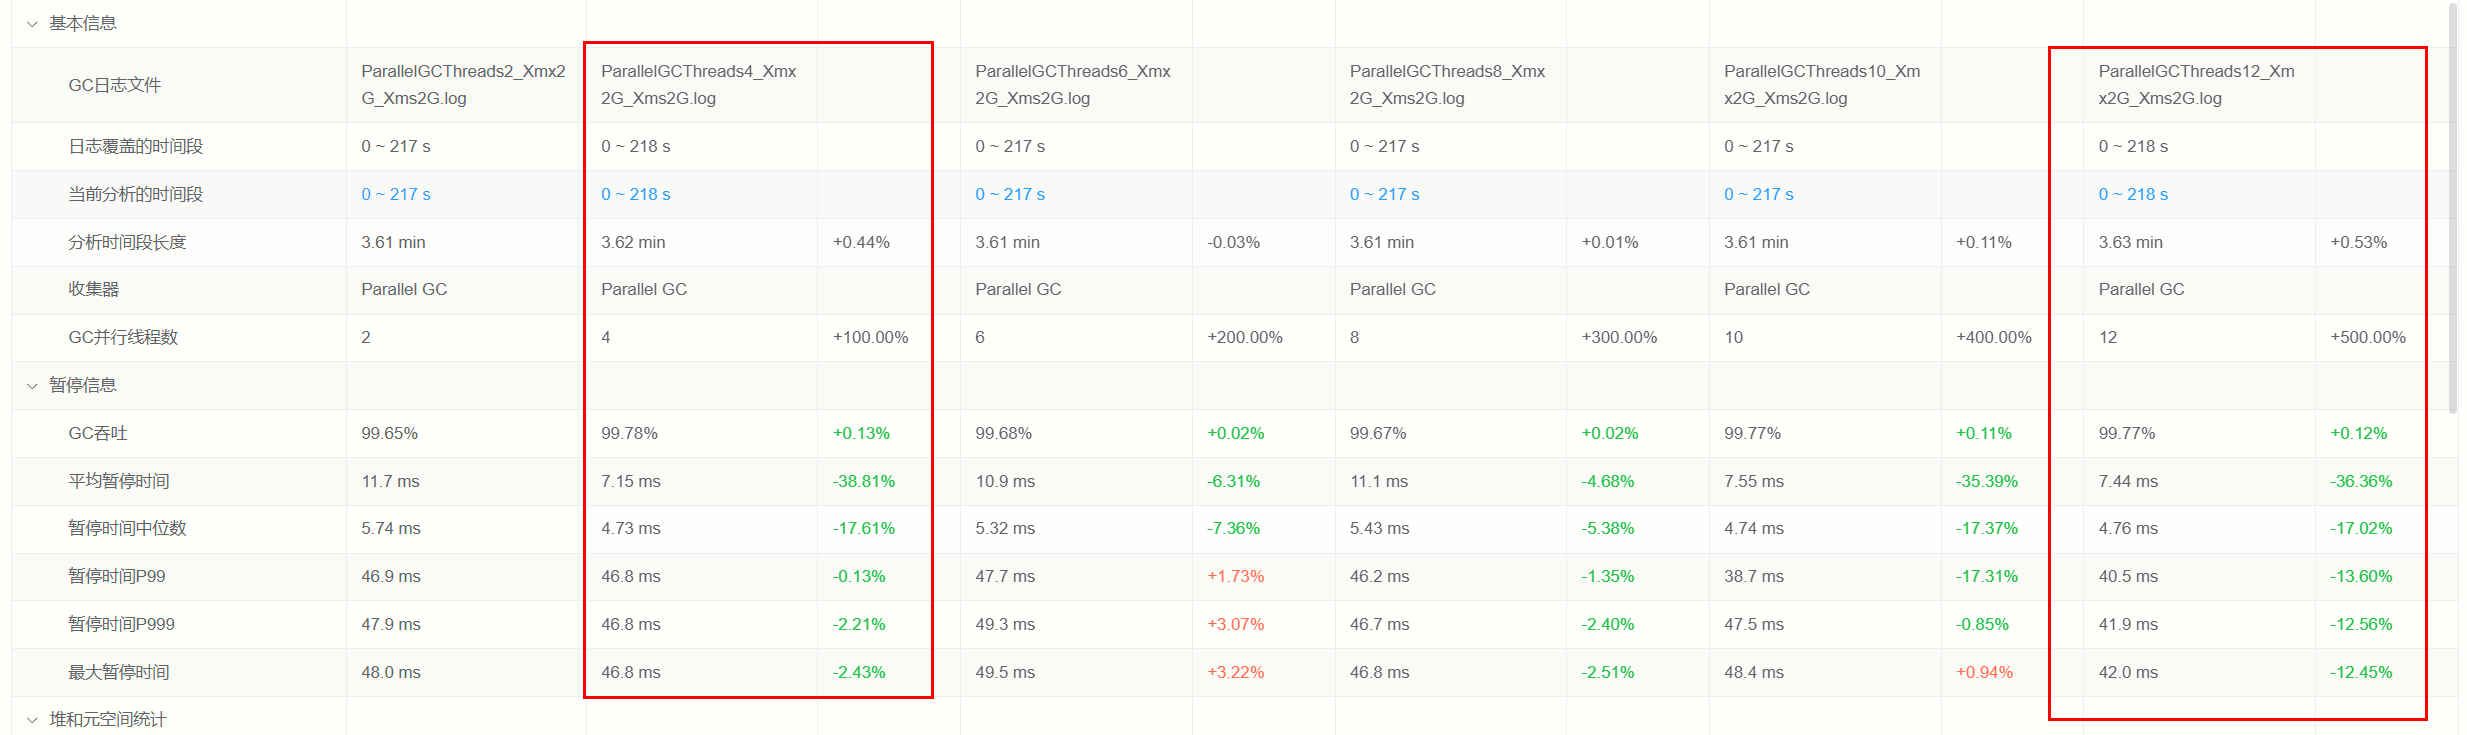 基本信息
GC日志文件 ParallelGCThreads2_Xmx2 ParallelGCThreads4_Xmx ParallelGCThreads6_Xmx ParallelGCThreads8_Xmx ParallelGCThreads10_Xm ParallelGCThreads12_Xm
G_Xms2G.log 2G_Xms2G.log 2G_Xms2G.log 2G_Xms2G.log x2G_Xms2G.log x2G_Xms2G.log
日志覆盖的时间段 0 ~ 217 s 0 ~ 218 s 0 ~ 217 s 0 ~ 217 s 0 ~ 217 s 0 ~ 218 s
当前分析的时间段 0 ~ 217 s 0 ~ 218 s 0 ~ 217 s 0 ~ 217 s 0 ~ 217 s 0 ~ 218 s
分析时间段长度 3.61 min 3.62 min +0.44% 3.61 min -0.03% 3.61 min +0.01% 3.61 min +0.11% 3.63 min +0.53%
收集器 Parallel GC Parallel GC Parallel GC Parallel GC Parallel GC Parallel GC
GC并行线程数 2 4 +100.00% 6 +200.00% 8 +300.00% 10 +400.00% 12 +500.00%
暂停信息
GC吞吐 99.65% 99.78% +0.13% 99.68% +0.02% 99.67% +0.02% 99.77% +0.11% 99.77% +0.12%
平均暂停时间 11.7 ms 7.15 ms -38.81% 10.9 ms -6.31% 11.1 ms -4.68% 7.55 ms -35.39% 7.44 ms -36.36%
暂停时间中位数 5.74 ms 4.73 ms -17.61% 5.32 ms -7.36% 5.43 ms -5.38% 4.74 ms -17.37% 4.76 ms -17.02%
暂停时间P99 46.9 ms 46.8 ms -0.13% 47.7 ms +1.73% 46.2 ms -1.35% 38.7 ms -17.31% 40.5 ms -13.60%
暂停时间P999 47.9 ms 46.8 ms -2.21% 49.3 ms +3.07% 46.7 ms -2.40% 47.5 ms -0.85% 41.9 ms -12.56%
最大暂停时间 48.0 ms 46.8 ms -2.43% 49.5 ms +3.22% 46.8 ms -2.51% 48.4 ms +0.94% 42.0 ms -12.45%
堆和元空间统计